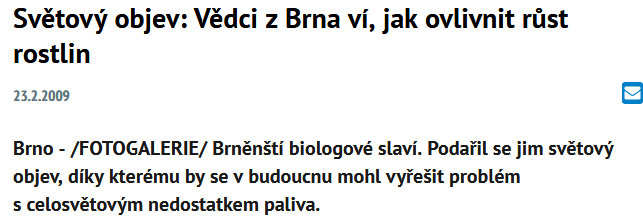 Světový objev: Vědci z Brna ví, jak ovlivnit růst
rostlin
23.2.2009
Brno - /FOTOGALERIE/ Brněnští biologové slaví. Podařil se jim světový
objev, díky kterému by se v budoucnu mohl vyřešit problém
s celosvětovým nedostatkem paliva.